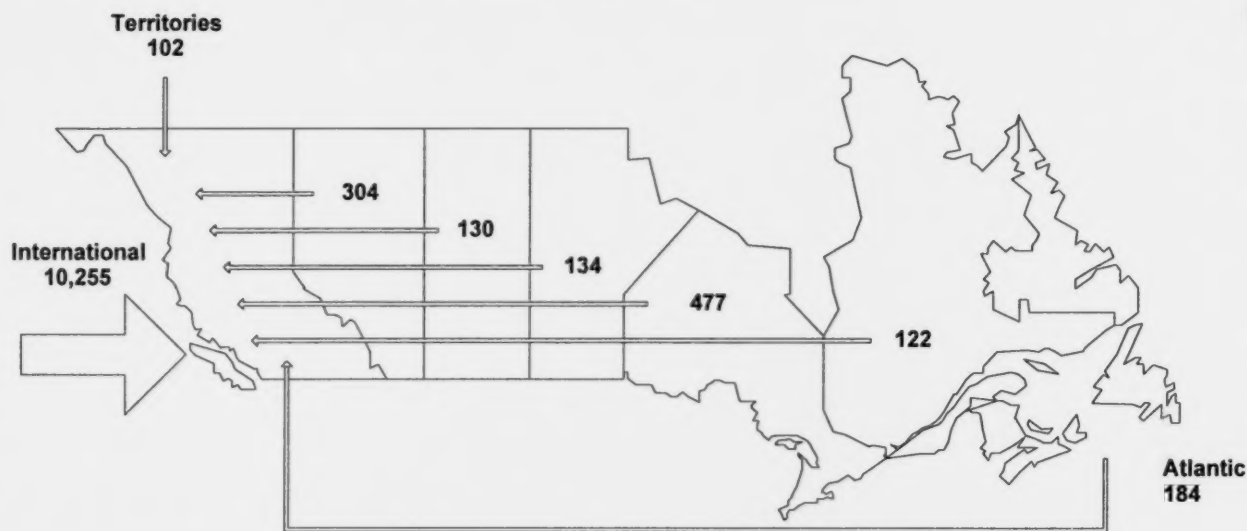 Territories
102
304
130
International
10,255
134
477
122
Atlantic
184